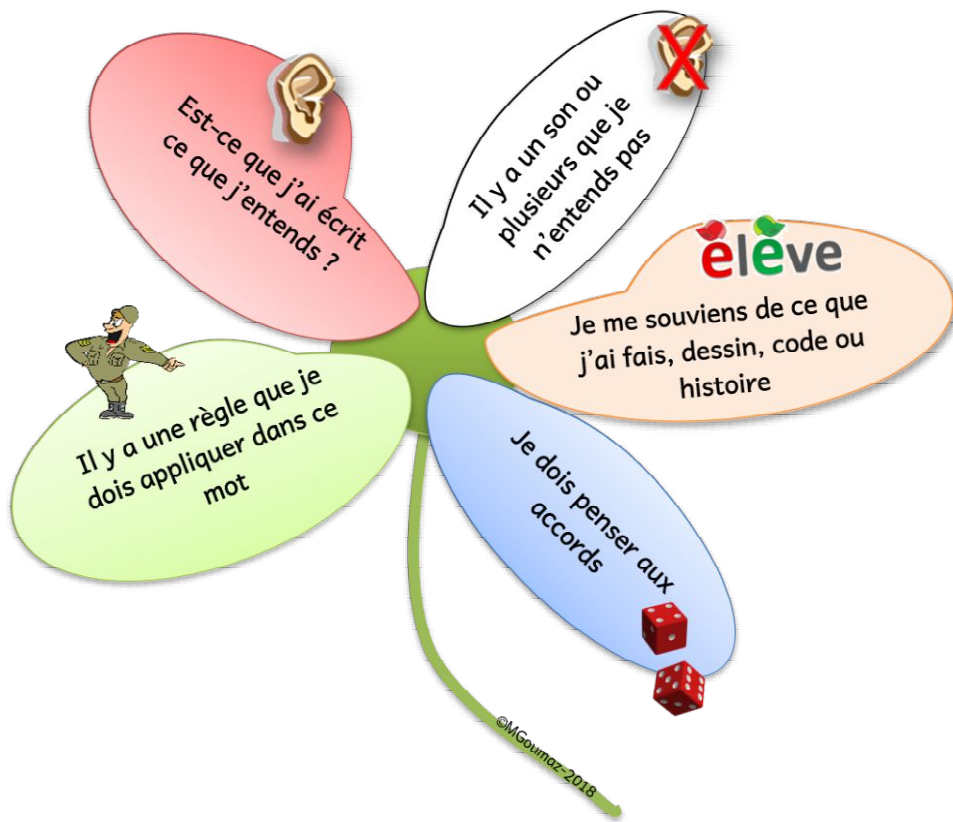 Est-ce que j'ai écrit
ce que j'entends ?
Il y a un son ou
plusieurs que je
n'entends pas
élève
Je me souviens de ce que
j'ai fais, dessin, code ou
histoire
Il y a une règle que je
dois appliquer dans ce
mot
Je dois penser aux
accords
©MGoumaz-2018